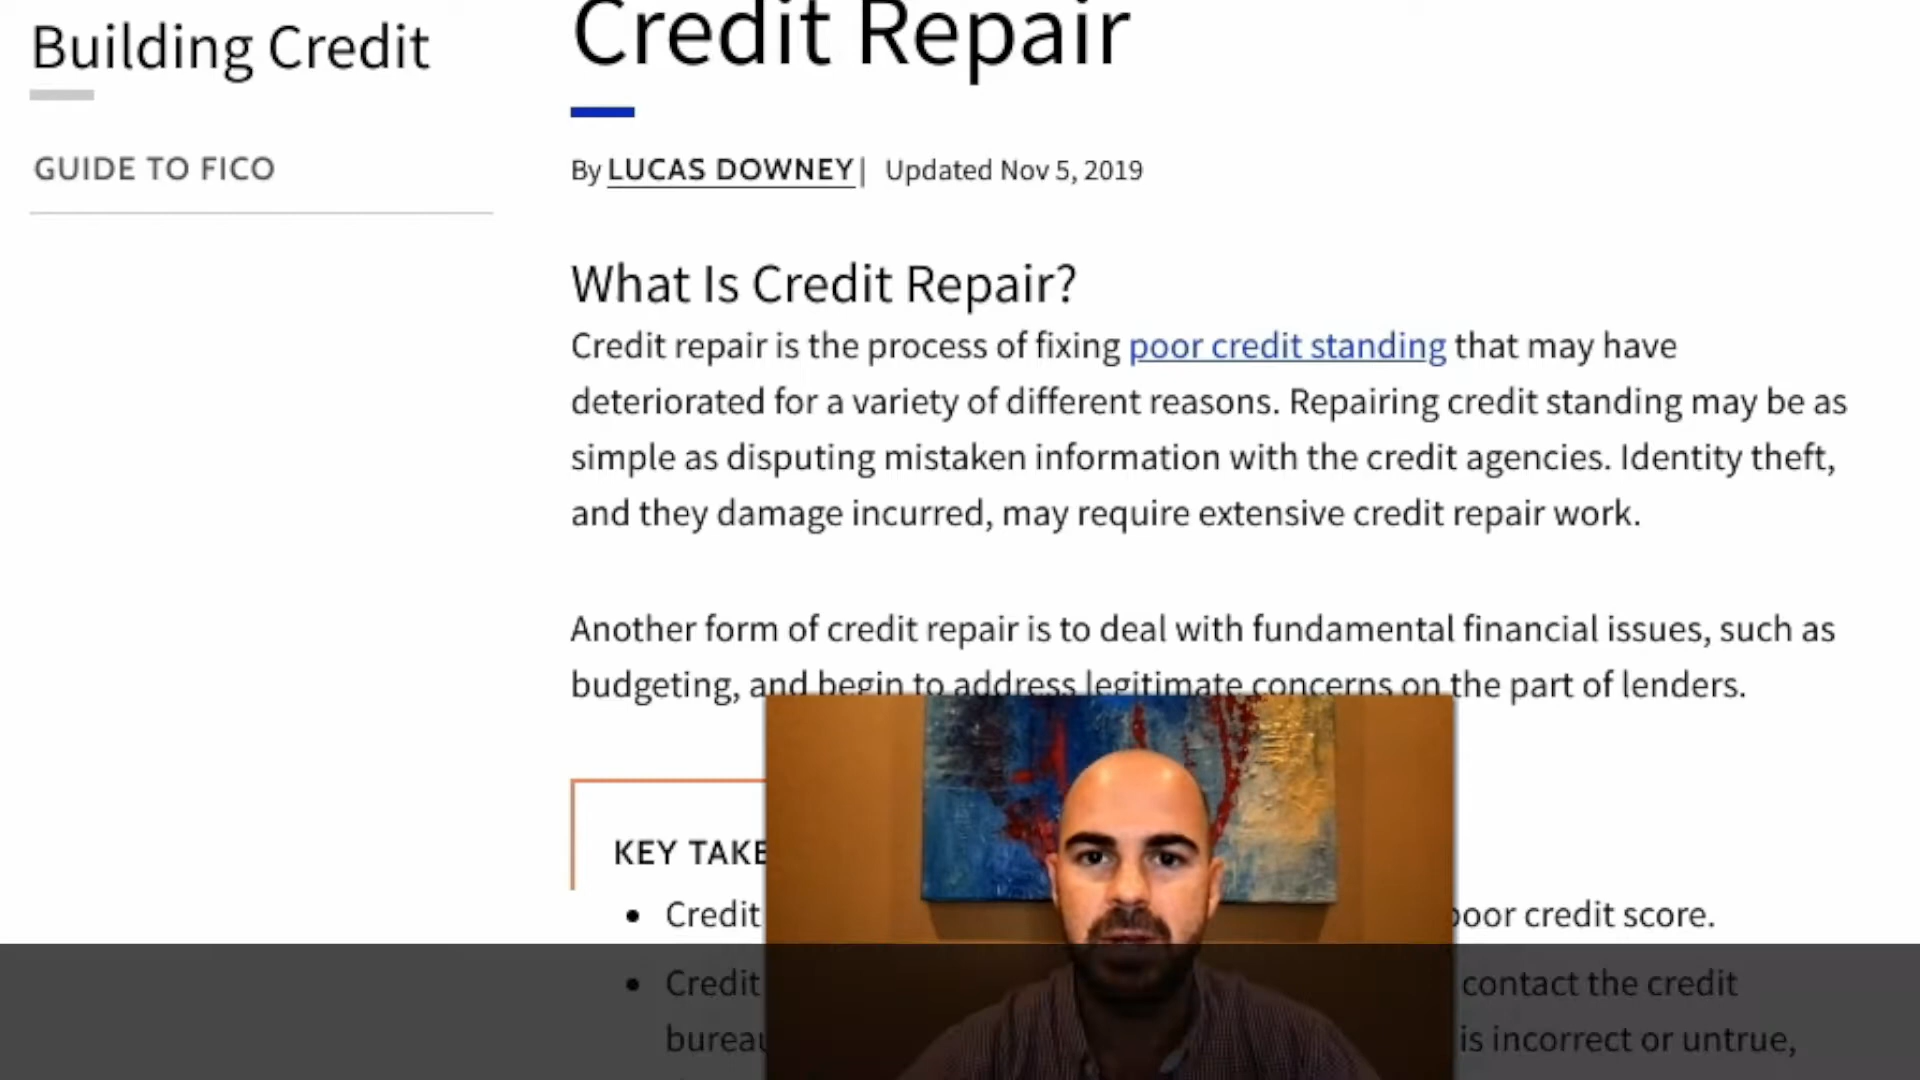 Building Credit
GUIDE TO FICO
Credit Repair
By LUCAS DOWNEY| Updated Nov 5, 2019
What Is Credit Repair?
Credit repair is the process of fixing poor credit standing that may have
deteriorated for a variety of different reasons. Repairing credit standing may be as
simple as disputing mistaken information with the credit agencies. Identity theft,
and they damage incurred, may require extensive credit repair work.
Another form of credit repair is to deal with fundamental financial issues, such as
budgeting, and begin to address legitimate concerns on the part of lenders.
KEY TAKE
• Credit poor credit score.
• Credit contact the credit
bureau is incorrect or untrue,